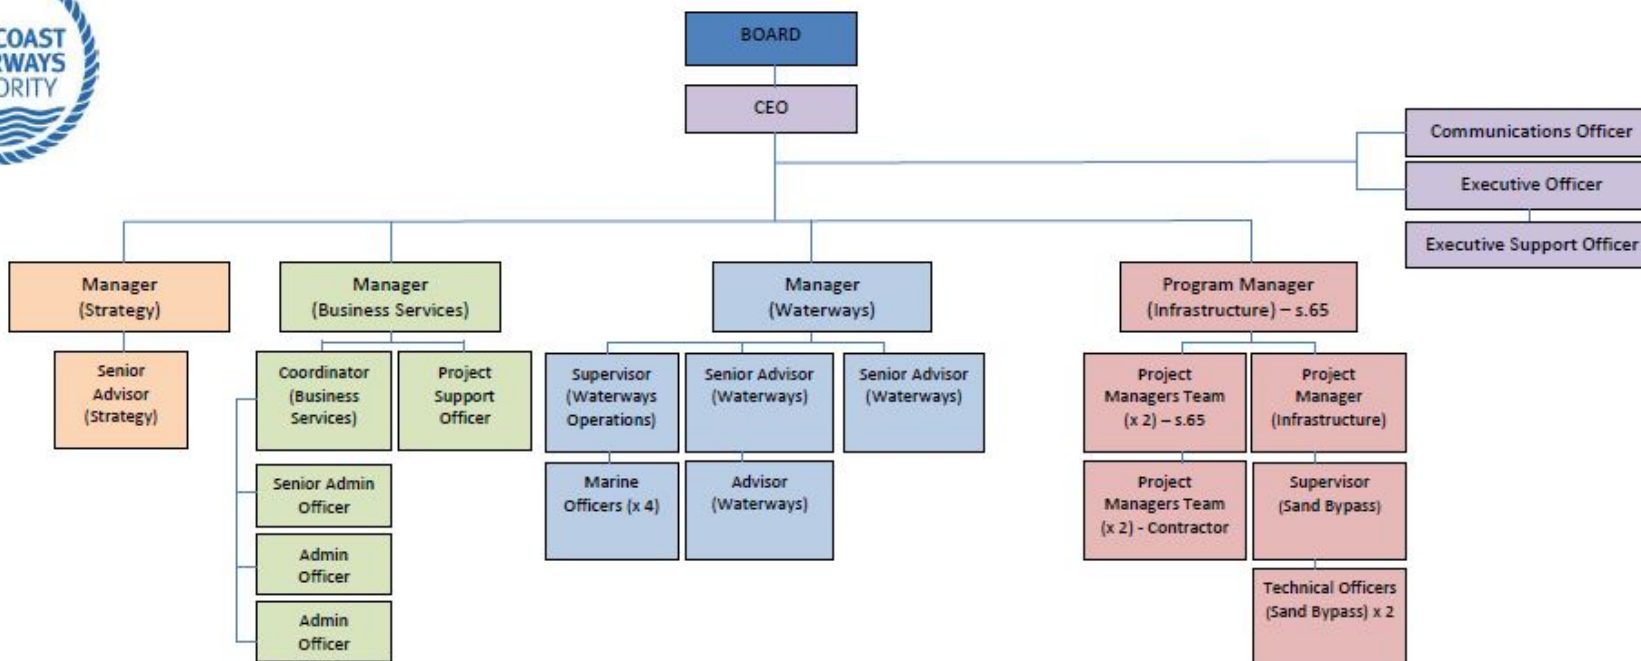 COAST
BOARD
CEO
Communications Officer
Executive Officer
Executive Support Officer
Manager
(Strategy)
Senior
Advisor
(Strategy)
Manager
(Business Services)
Coordinator
(Business
Services)
Project
Support
Officer
Senior Admin
Officer
Admin
Officer
Admin
Officer
Manager
(Waterways)
Supervisor
(Waterways
Operations)
Senior Advisor
(Waterways)
Senior Advisor
(Waterways)
Marine
Officers (x 4)
Advisor
(Waterways)
Program Manager
(Infrastructure) – s.65
Project
Managers Team
(x 2) – s.65
Project
Manager
(Infrastructure)
Project
Managers Team
(x 2) - Contractor
Supervisor
(Sand Bypass)
Technical Officers
(Sand Bypass) x 2